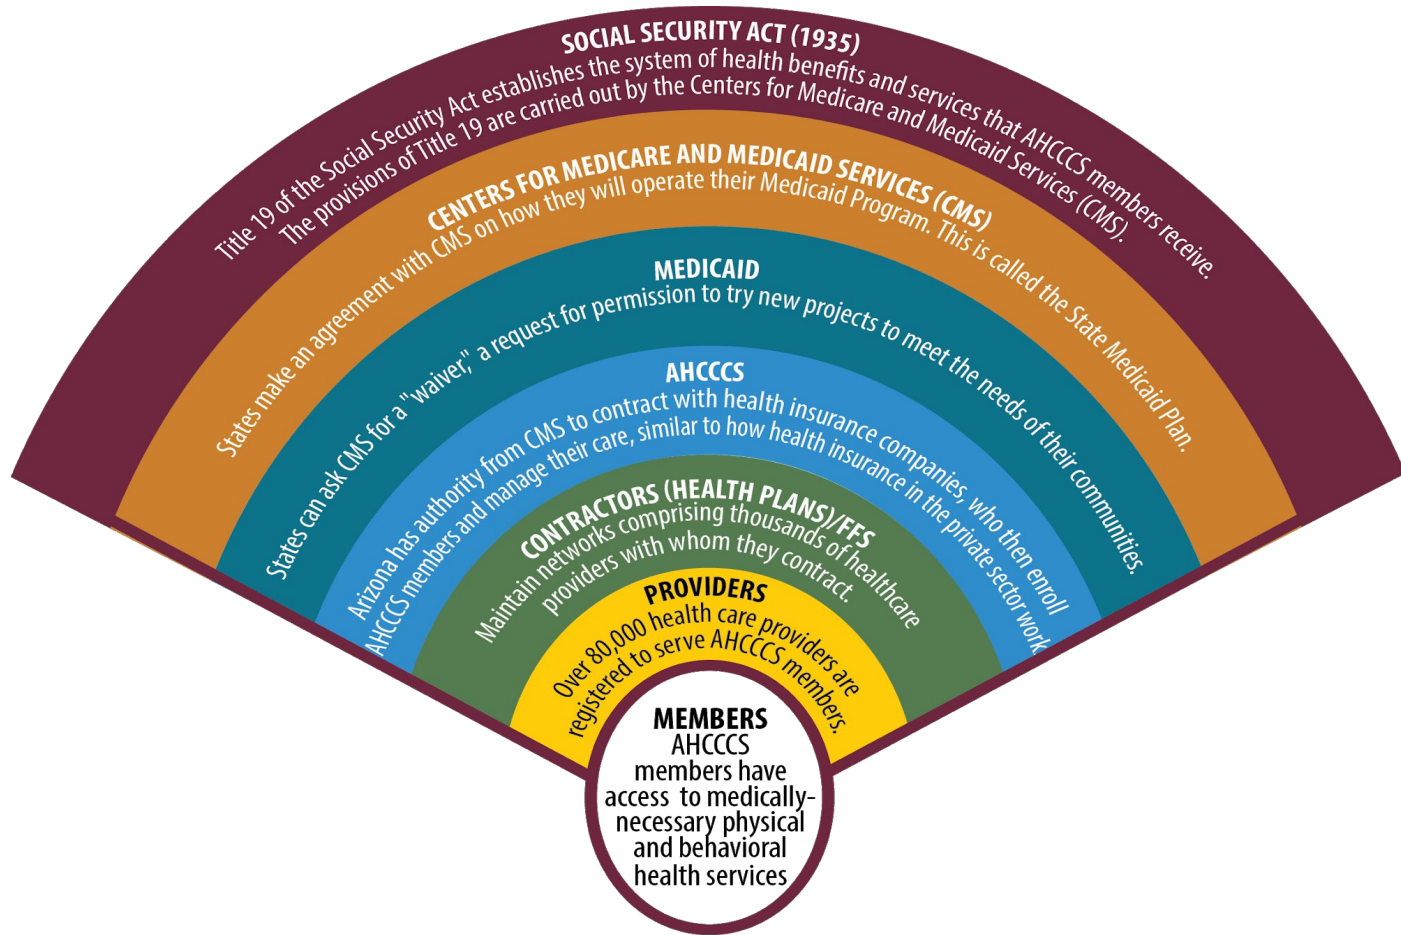 SOCIAL SECURITY ACT (1935)
Title 19 of the Social Security Act establishes the system of health benefits and services that AHCCCS members receive.
The provisions of Title 19 are carried out by the Centers for Medicare and Medicaid Services (CMS).
CENTERS FOR MEDICARE AND MEDICAID SERVICES (CMS)
States make an agreement with CMS on how they will operate their Medicaid Program. This is called the State Medicaid Plan.
MEDICAID
States can ask CMS for a "waiver," a request for permission to try new projects to meet the needs of their communities.
AHCCCS
Arizona has authority from CMS to contract with health insurance companies, who then enroll
AHCCCS members and manage their care, similar to how health insurance in the private sector work.
CONTRACTORS (HEALTH PLANS)/FFS
Maintain networks comprising thousands of healthcare
providers with whom they contract.
PROVIDERS
Over 80,000 health care providers are
registered to serve AHCCCS members.
MEMBERS
AHCCCS
members have
access to medically-
necessary physical
and behavioral
health services